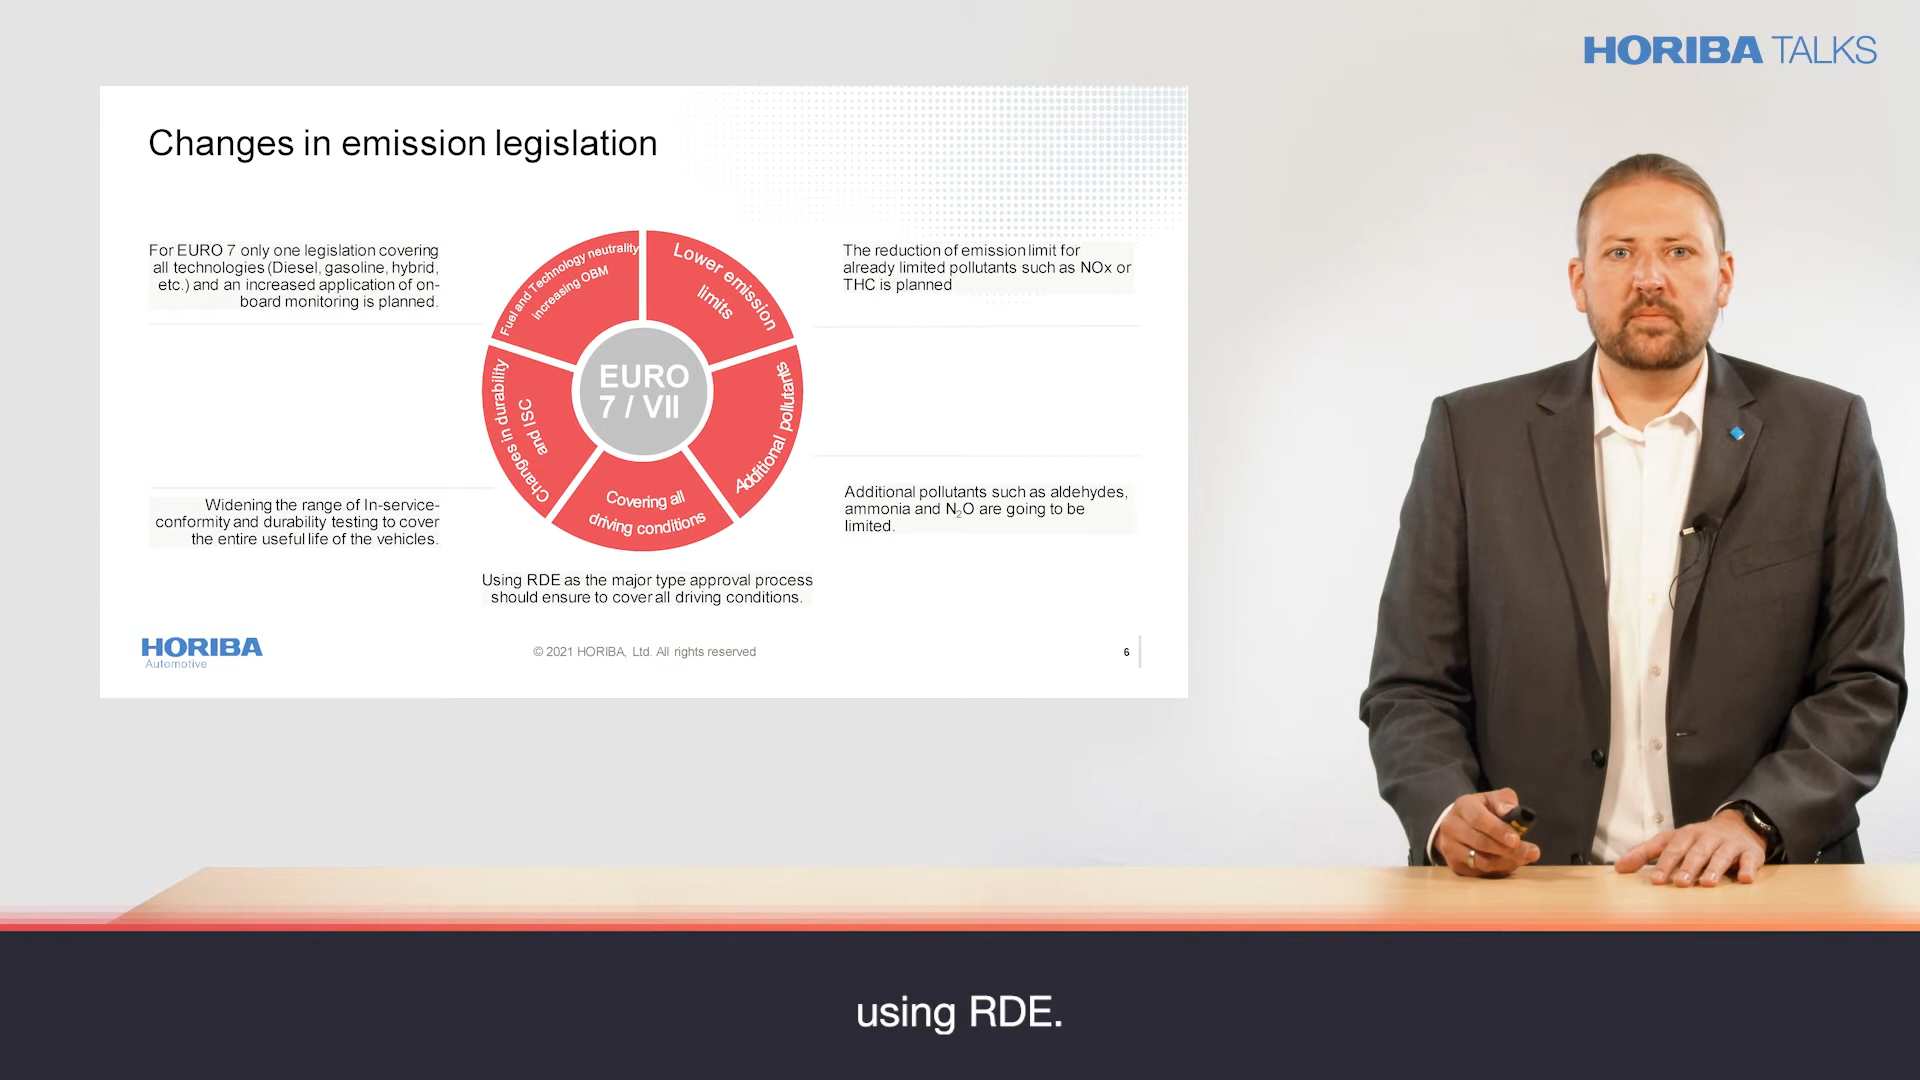 HORIBA TALKS
Changes in emission legislation
For EURO 7 only one legislation covering
all technologies (Diesel, gasoline, hybrid,
etc.) and an increased application of on-
board monitoring is planned.
Fuel and Technology neutrality
increasing OBM
Lower emission
limits
The reduction of emission limit for
already limited pollutants such as NOx or
THC is planned
EURO
7 / VII
Changes in durability
and ISC
Additional pollutants
Covering all
driving conditions
Widening the range of In-service-
conformity and durability testing to cover
the entire useful life of the vehicles.
Additional pollutants such as aldehydes,
ammonia and N₂O are going to be
limited.
Using RDE as the major type approval process
should ensure to cover all driving conditions.
HORIBA
Automotive
© 2021 HORIBA, Ltd. All rights reserved
6
using RDE.